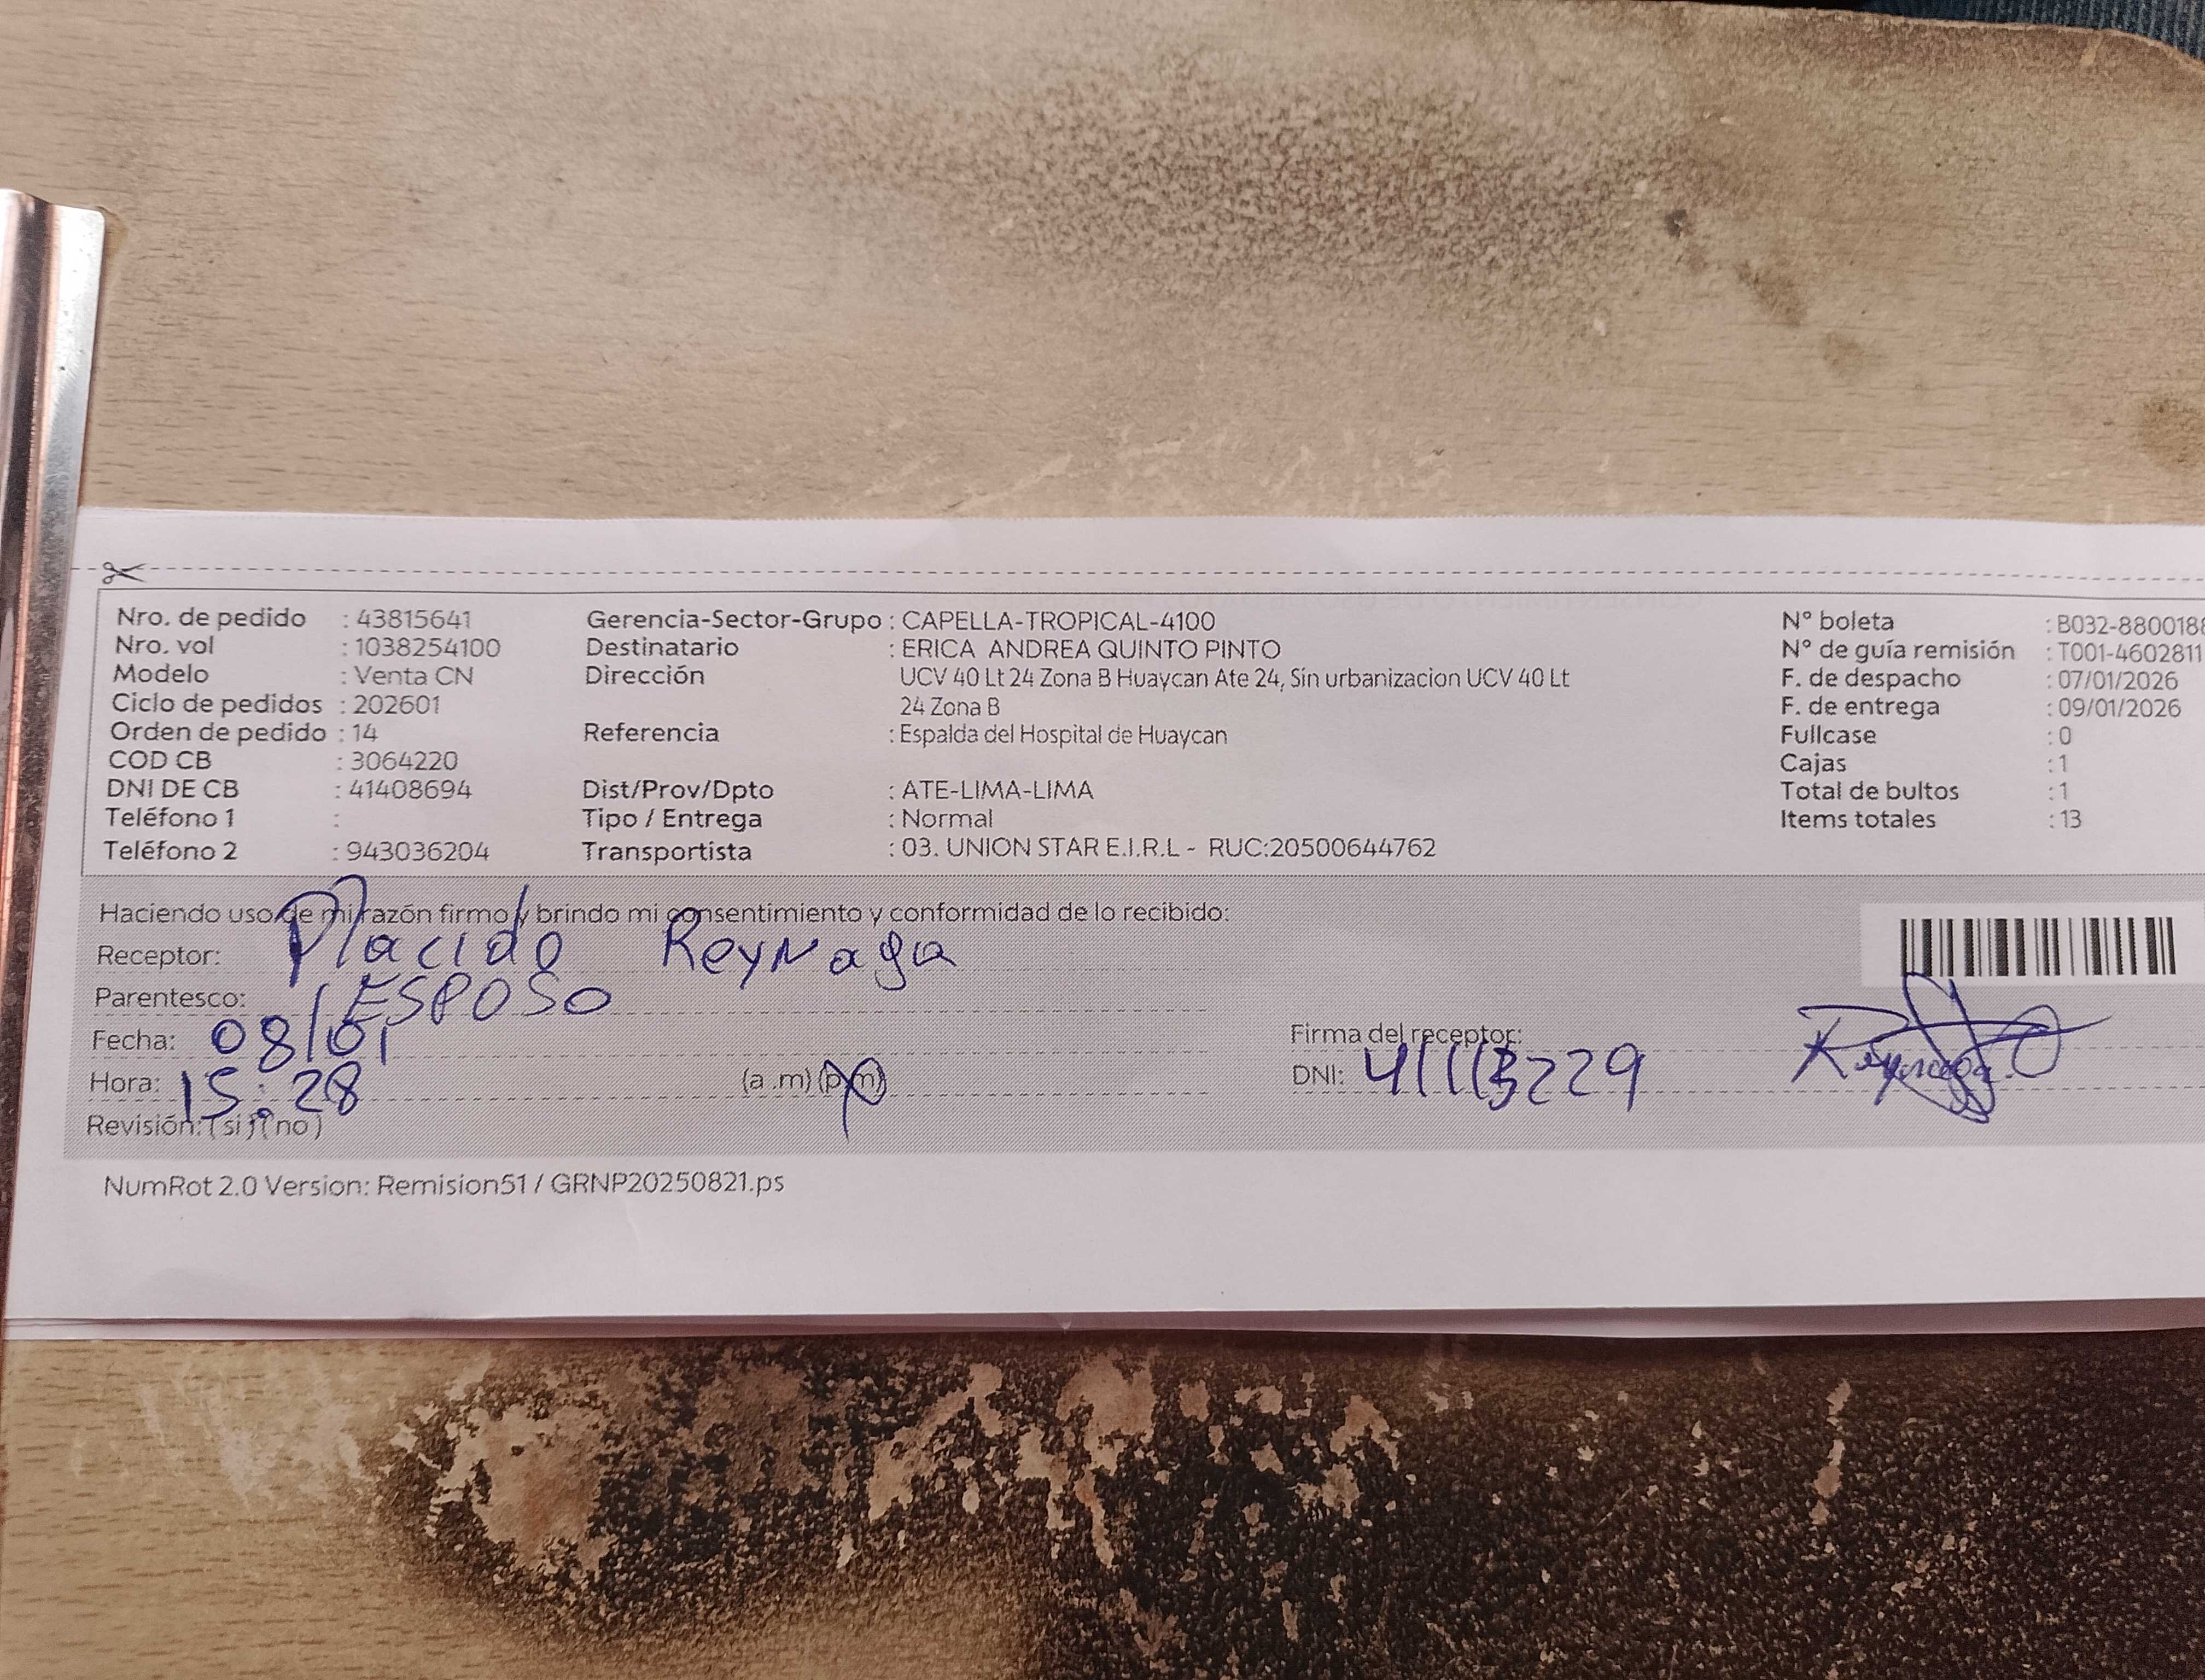 Nro. de pedido : 43815641 Gerencia-Sector-Grupo : CAPELLA-TROPICAL-4100 N° boleta : B032-8800188
Nro. vol : 1038254100 Destinatario : ERICA ANDREA QUINTO PINTO N° de guía remisión : T001-4602811
Modelo : Venta CN Dirección UCV 40 Lt 24 Zona B Huaycan Ate 24, Sin urbanizacion UCV 40 Lt F. de despacho : 07/01/2026
Ciclo de pedidos : 202601 24 Zona B F. de entrega : 09/01/2026
Orden de pedido : 14 Referencia : Espalda del Hospital de Huaycan Fullcase : 0
COD CB : 3064220 Cajas : 1
DNI DE CB : 41408694 Dist/Prov/Dpto : ATE-LIMA-LIMA Total de bultos : 1
Teléfono 1 : Tipo / Entrega : Normal Items totales : 13
Teléfono 2 : 943036204 Transportista : 03. UNION STAR E.I.R.L - RUC:20500644762
Haciendo uso de mi razón firmo y brindo mi consentimiento y conformidad de lo recibido:
Receptor: Placido Reynaga
Parentesco: ESPOSO
Fecha: 08/01 Firma del receptor:
Hora: 15:28 (a .m) (p.m) DNI:
Revisión: ( si ) ( no )
NumRot 2.0 Version: Remision51 / GRNP20250821.ps